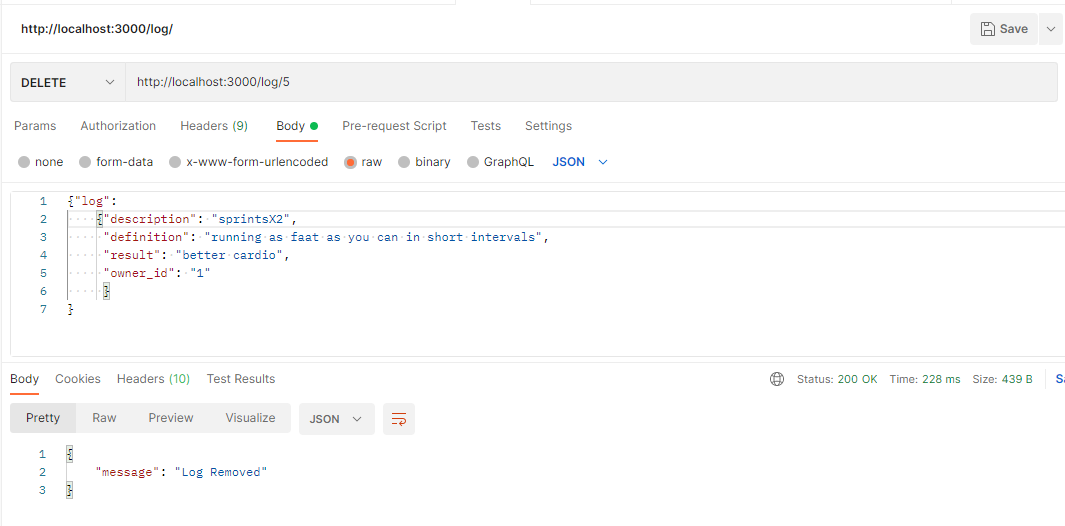 http://localhost:3000/log/
Save
DELETE http://localhost:3000/log/5
Params Authorization Headers (9) Body Pre-request Script Tests Settings
none form-data x-www-form-urlencoded raw binary GraphQL JSON
1 {"log":
2 {"description": "sprintsX2",
3 "definition": "running as faat as you can in short intervals",
4 "result": "better cardio",
5 "owner_id": "1"
6 }
7 }
Body Cookies Headers (10) Test Results Status: 200 OK Time: 228 ms Size: 439 B Sa
Pretty Raw Preview Visualize JSON
1 {
2 "message": "Log Removed"
3 }